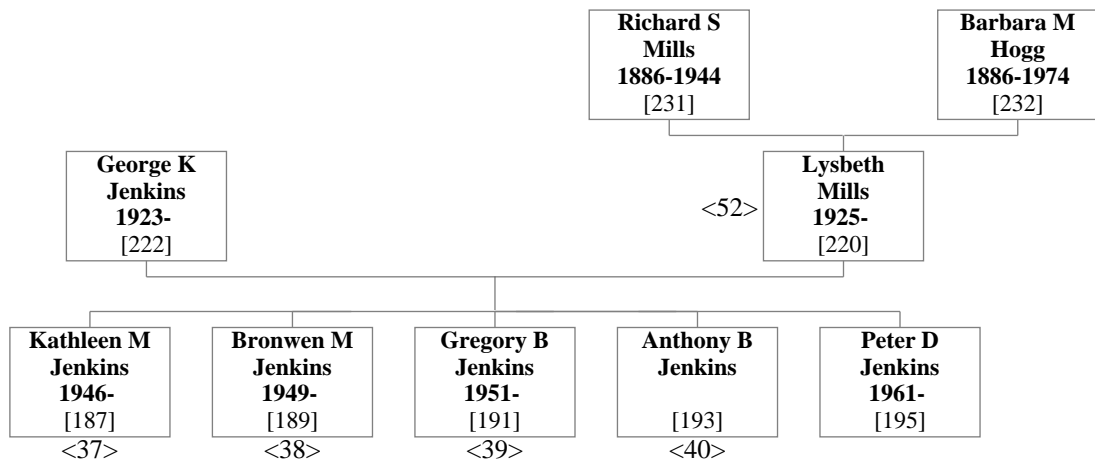 Richard S
Mills
1886-1944
[231]
Barbara M
Hogg
1886-1974
[232]
George K
Jenkins
1923-
[222]
<52>
Lysbeth
Mills
1925-
[220]
Kathleen M
Jenkins
1946-
[187]
<37>
Bronwen M
Jenkins
1949-
[189]
<38>
Gregory B
Jenkins
1951-
[191]
<39>
Anthony B
Jenkins
[193]
<40>
Peter D
Jenkins
1961-
[195]